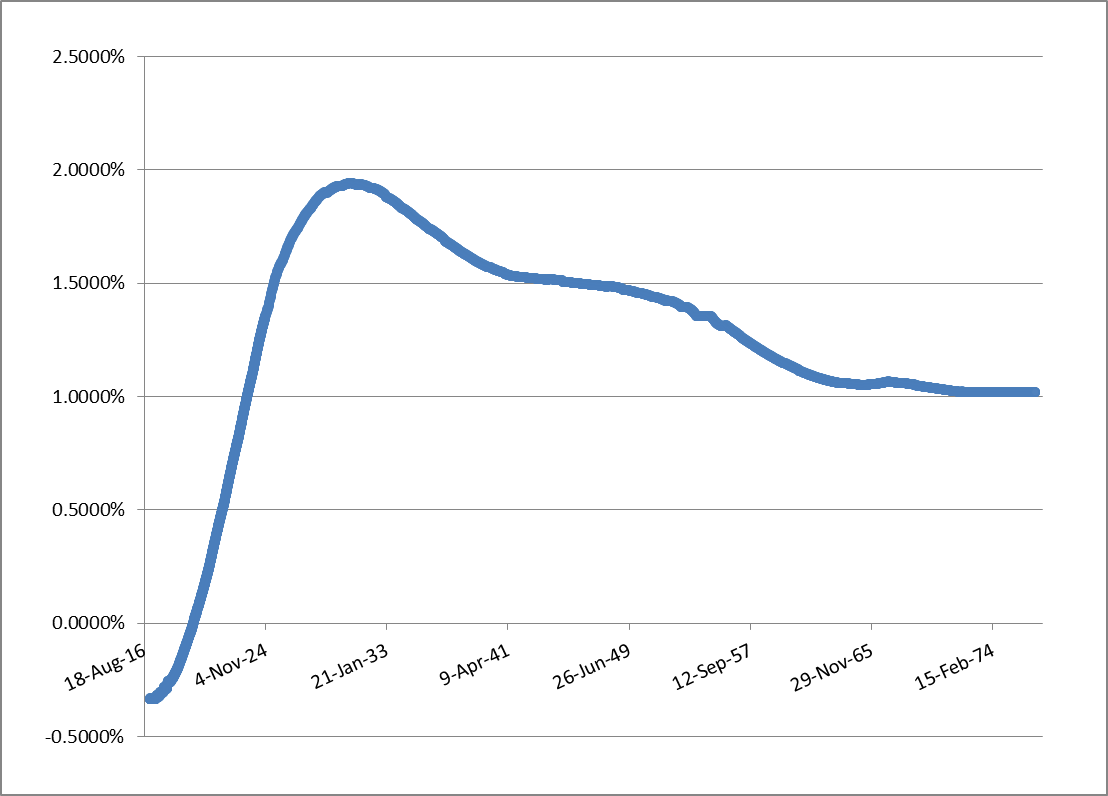 2.5000%
2.0000%
1.5000%
1.0000%
0.5000%
0.0000%
-0.5000%
18-Aug-16
4-Nov-24
21-Jan-33
9-Apr-41
26-Jun-49
12-Sep-57
29-Nov-65
15-Feb-74